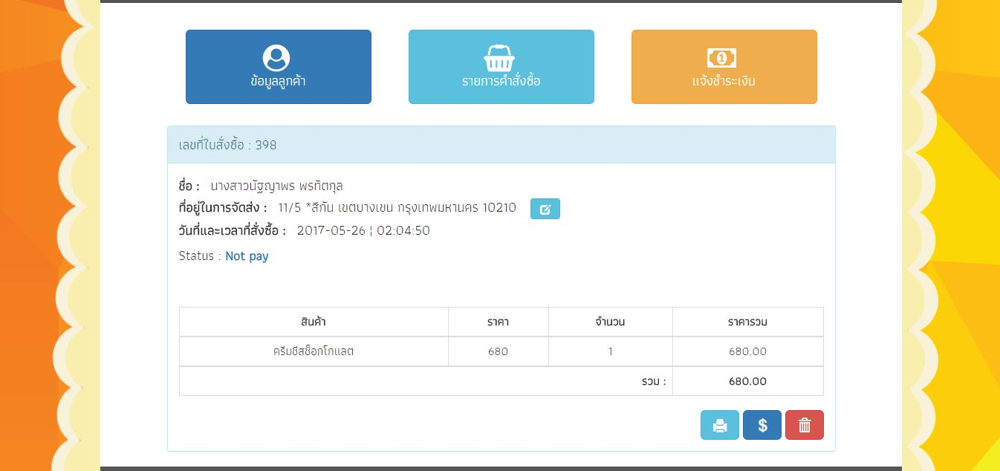 ข้อมูลลูกค้า
รายการคำสั่งซื้อ
แจ้งชำระเงิน
เลขที่ใบสั่งซื้อ : 398
ชื่อ : นางสาวนัฐญาพร พรทิตกุล
ที่อยู่ในการจัดส่ง : 11/5 *สีกัน เขตบางเขน กรุงเทพมหานคร 10210
วันที่และเวลาที่สั่งซื้อ : 2017-05-26 ¦ 02:04:50
Status : Not pay
สินค้า ราคา จำนวน ราคารวม
ครีมชีสช็อกโกแลต 680 1 680.00
รวม : 680.00